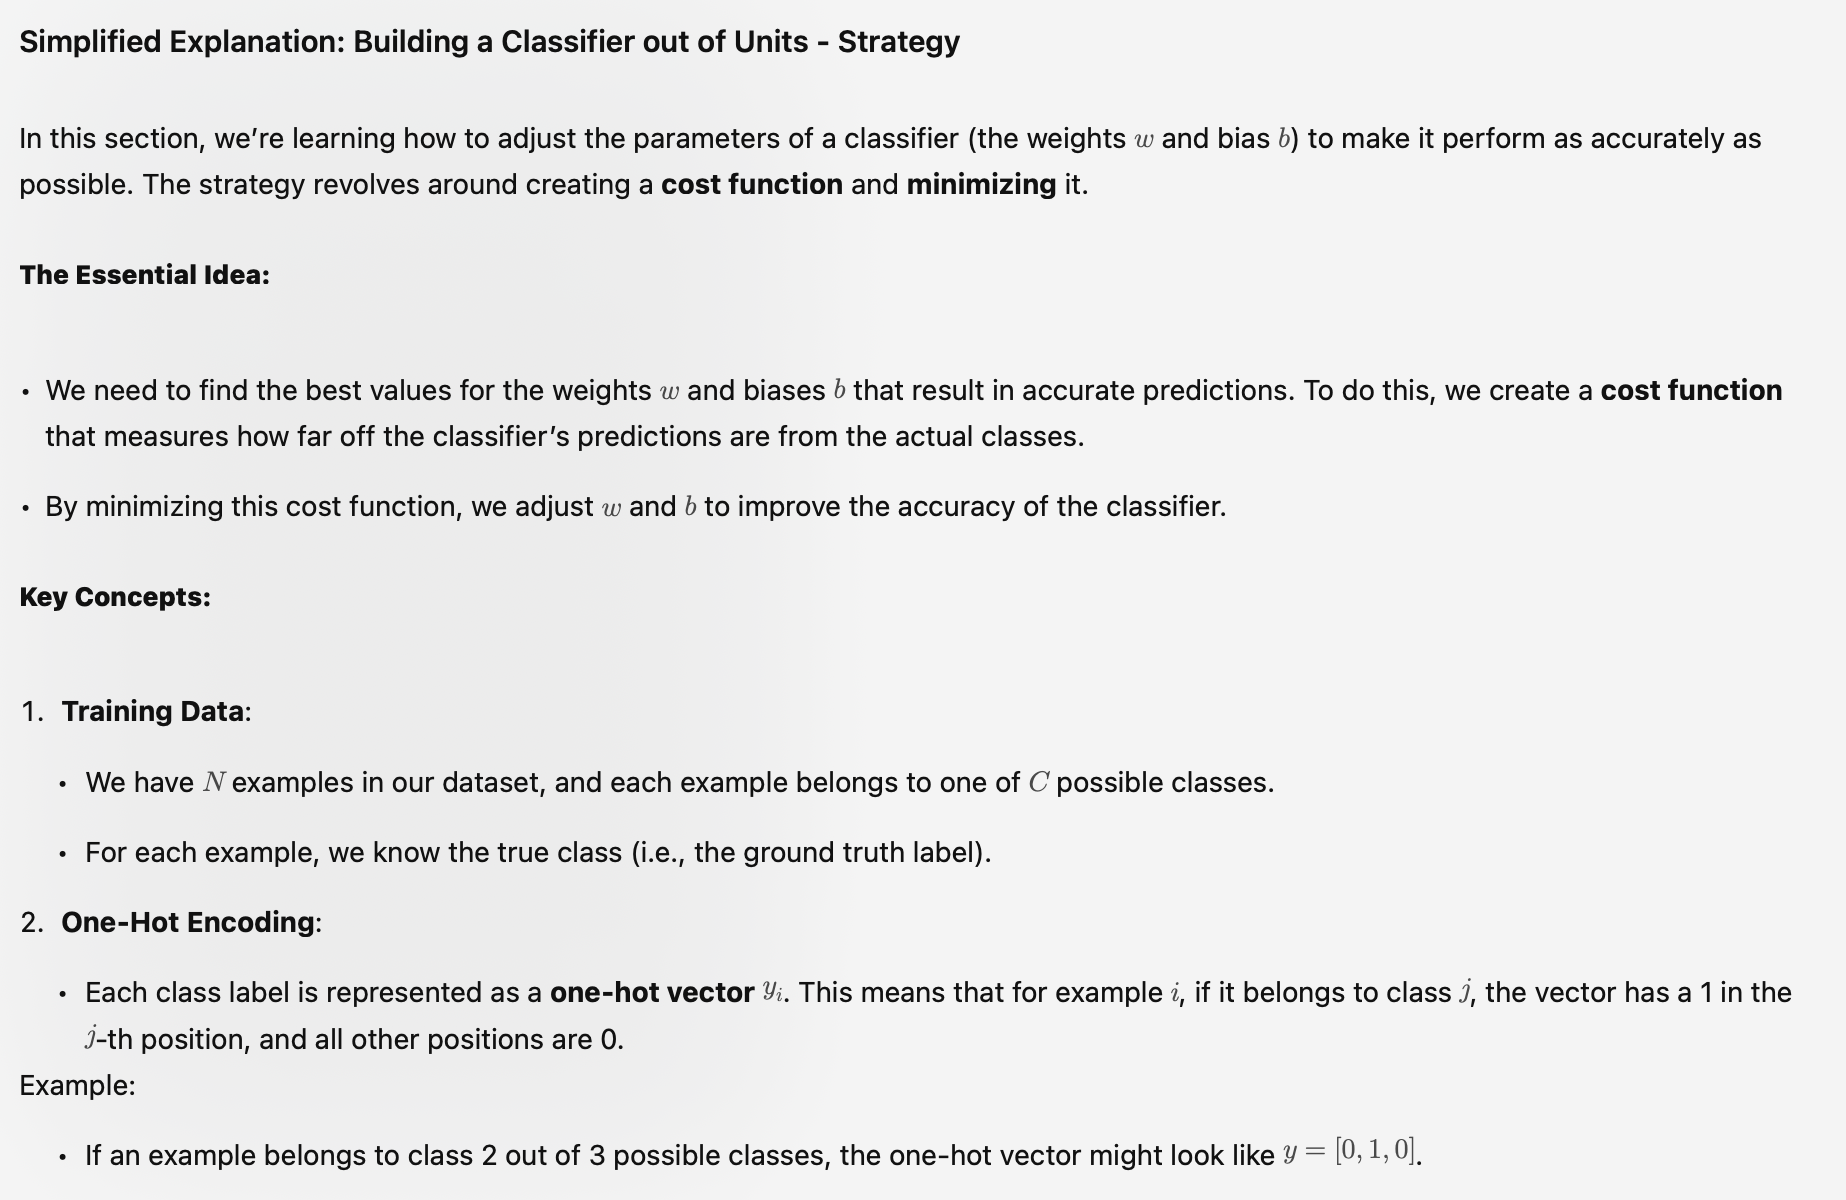 Simplified Explanation: Building a Classifier out of Units - Strategy
In this section, we’re learning how to adjust the parameters of a classifier (the weights w and bias b) to make it perform as accurately as
possible. The strategy revolves around creating a cost function and minimizing it.
The Essential Idea:
• We need to find the best values for the weights w and biases b that result in accurate predictions. To do this, we create a cost function
that measures how far off the classifier’s predictions are from the actual classes.
• By minimizing this cost function, we adjust w and b to improve the accuracy of the classifier.
Key Concepts:
1. Training Data:
• We have N examples in our dataset, and each example belongs to one of C possible classes.
• For each example, we know the true class (i.e., the ground truth label).
2. One-Hot Encoding:
• Each class label is represented as a one-hot vector y_i. This means that for example i, if it belongs to class j, the vector has a 1 in the
j-th position, and all other positions are 0.
Example:
• If an example belongs to class 2 out of 3 possible classes, the one-hot vector might look like y = [0, 1, 0].